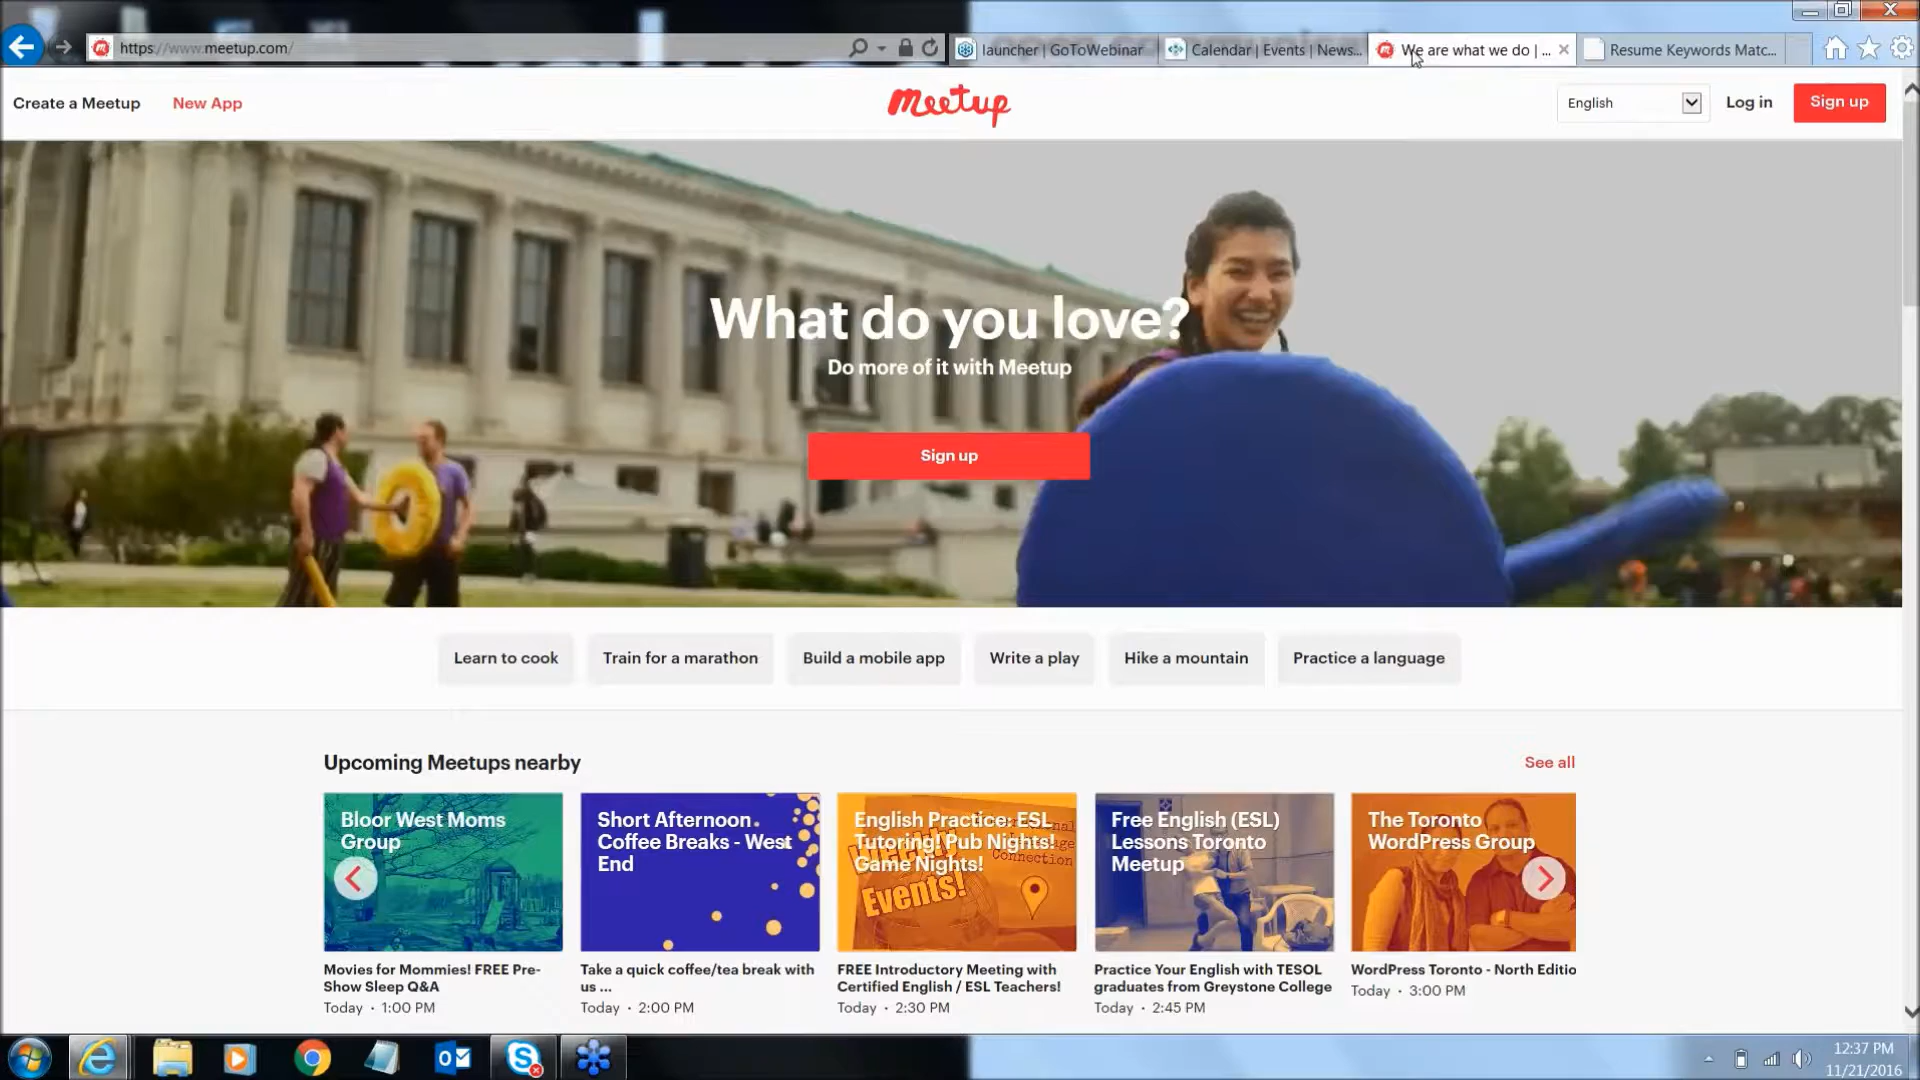 https://www.meetup.com/
launcher | GoToWebinar
Calendar | Events | News...
We are what we do | ...
Resume Keywords Matc...
Create a Meetup
New App
Meetup
English
Log in
Sign up
What do you love?
Do more of it with Meetup
Sign up
Learn to cook
Train for a marathon
Build a mobile app
Write a play
Hike a mountain
Practice a language
Upcoming Meetups nearby
See all
Bloor West Moms
Group
Movies for Mommies! FREE Pre-
Show Sleep Q&A
Today · 1:00 PM
Short Afternoon
Coffee Breaks - West
End
Take a quick coffee/tea break with
us ...
Today · 2:00 PM
English Practice: ESL
Tutoring! Pub Nights!
Game Nights!
Weekly
Events!
Connection
FREE Introductory Meeting with
Certified English / ESL Teachers!
Today · 2:30 PM
Free English (ESL)
Lessons Toronto
Meetup
Practice Your English with TESOL
graduates from Greystone College
Today · 2:45 PM
The Toronto
WordPress Group
WordPress Toronto - North Editio
Today · 3:00 PM
12:37 PM
11/21/2016